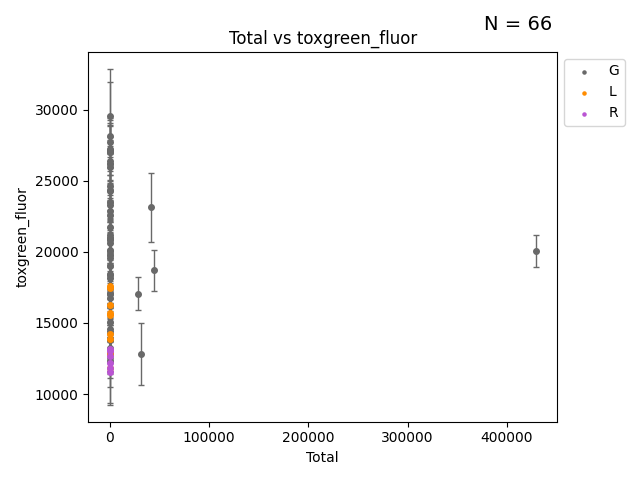 N = 66
Total vs toxgreen_fluor
G
L
R
30000
25000
20000
15000
10000
toxgreen_fluor
0 100000 200000 300000 400000
Total